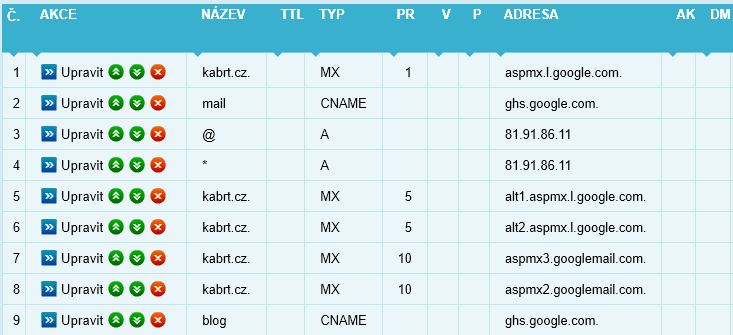 Č. AKCE NÁZEV TTL TYP PR V P ADRESA AK DM
1 Upravit kabrt.cz. MX 1 aspmx.l.google.com.
2 Upravit mail CNAME ghs.google.com.
3 Upravit @ A 81.91.86.11
4 Upravit * A 81.91.86.11
5 Upravit kabrt.cz. MX 5 alt1.aspmx.l.google.com.
6 Upravit kabrt.cz. MX 5 alt2.aspmx.l.google.com.
7 Upravit kabrt.cz. MX 10 aspmx3.googlemail.com.
8 Upravit kabrt.cz. MX 10 aspmx2.googlemail.com.
9 Upravit blog CNAME ghs.google.com.